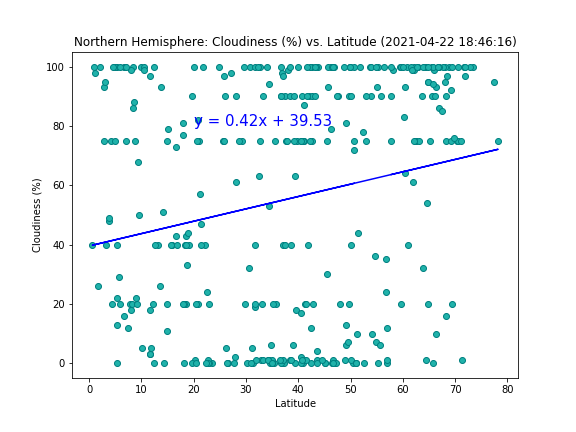 Northern Hemisphere: Cloudiness (%) vs. Latitude (2021-04-22 18:46:16)
100
80
60
40
20
0
Cloudiness (%)
y = 0.42x + 39.53
0 10 20 30 40 50 60 70 80
Latitude